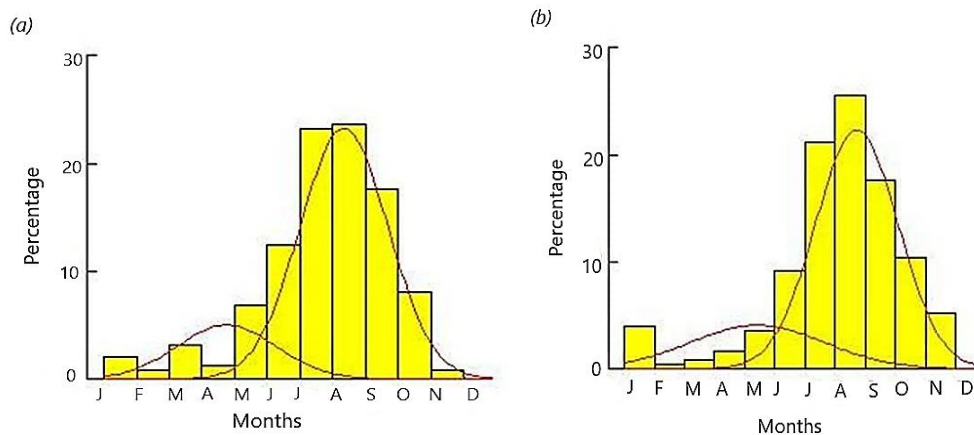 (a)
30
20
10
0
Percentage
J F M A M J J A S O N D
Months
(b)
30
20
10
0
Percentage
J F M A M J J A S O N D
Months